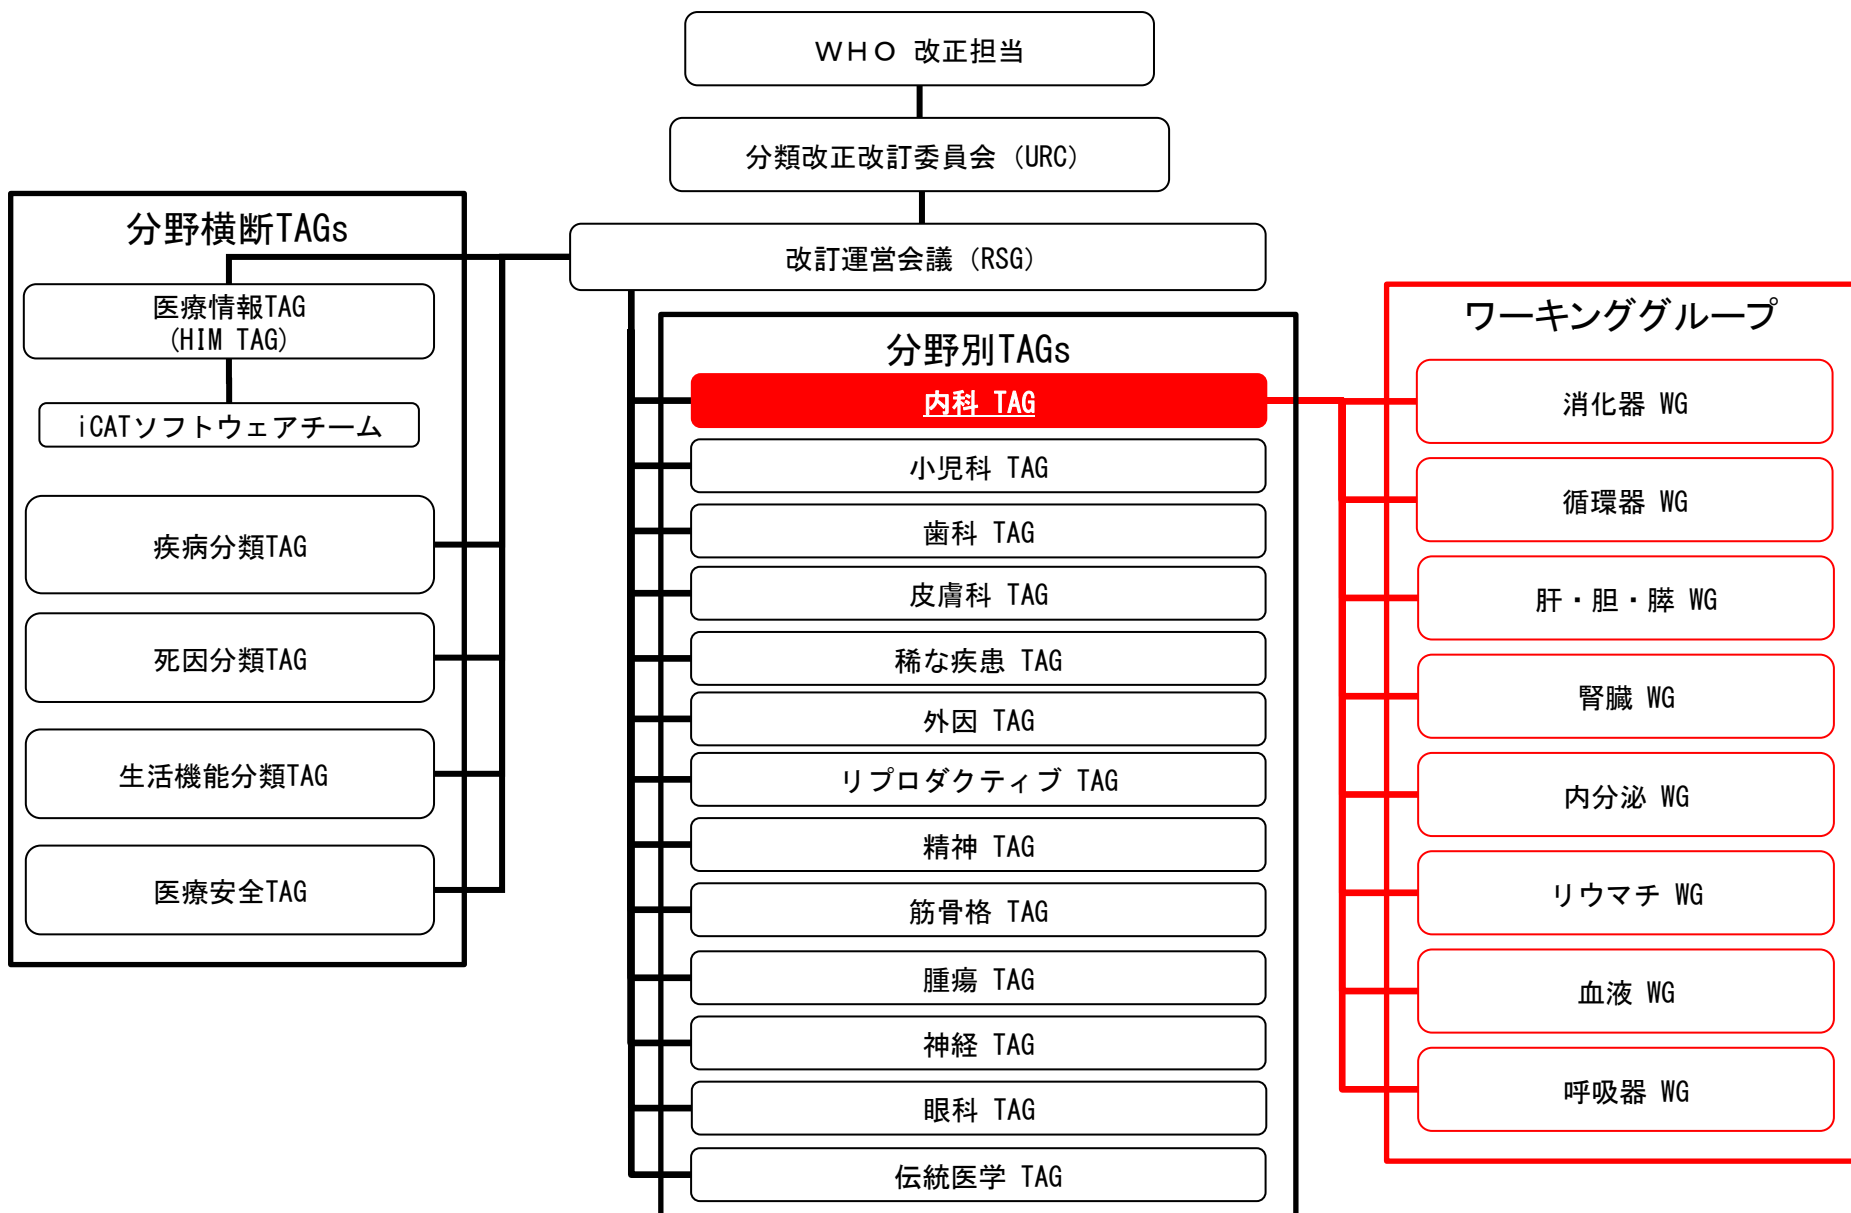 ＷＨＯ 改正担当
分類改正改訂委員会 (URC)
改訂運営会議 (RSG)
分野横断TAGs
医療情報TAG
(HIM TAG)
iCATソフトウェアチーム
疾病分類TAG
死因分類TAG
生活機能分類TAG
医療安全TAG
分野別TAGs
内科 TAG
小児科 TAG
歯科 TAG
皮膚科 TAG
稀な疾患 TAG
外因 TAG
リプロダクティブ TAG
精神 TAG
筋骨格 TAG
腫瘍 TAG
神経 TAG
眼科 TAG
伝統医学 TAG
ワーキンググループ
消化器 WG
循環器 WG
肝・胆・膵 WG
腎臓 WG
内分泌 WG
リウマチ WG
血液 WG
呼吸器 WG